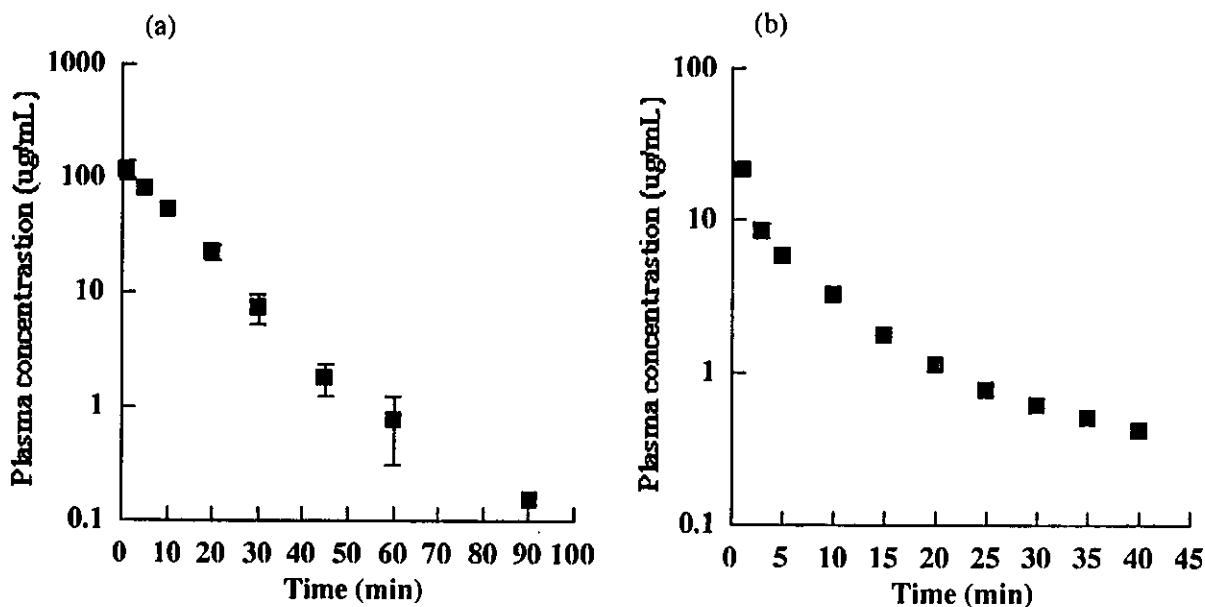 (a)
Plasma concentrastion (ug/mL)
1000
100
10
1
0.1
0 10 20 30 40 50 60 70 80 90 100
Time (min)
(b)
Plasma concentrastion (ug/mL)
100
10
1
0.1
0 5 10 15 20 25 30 35 40 45
Time (min)